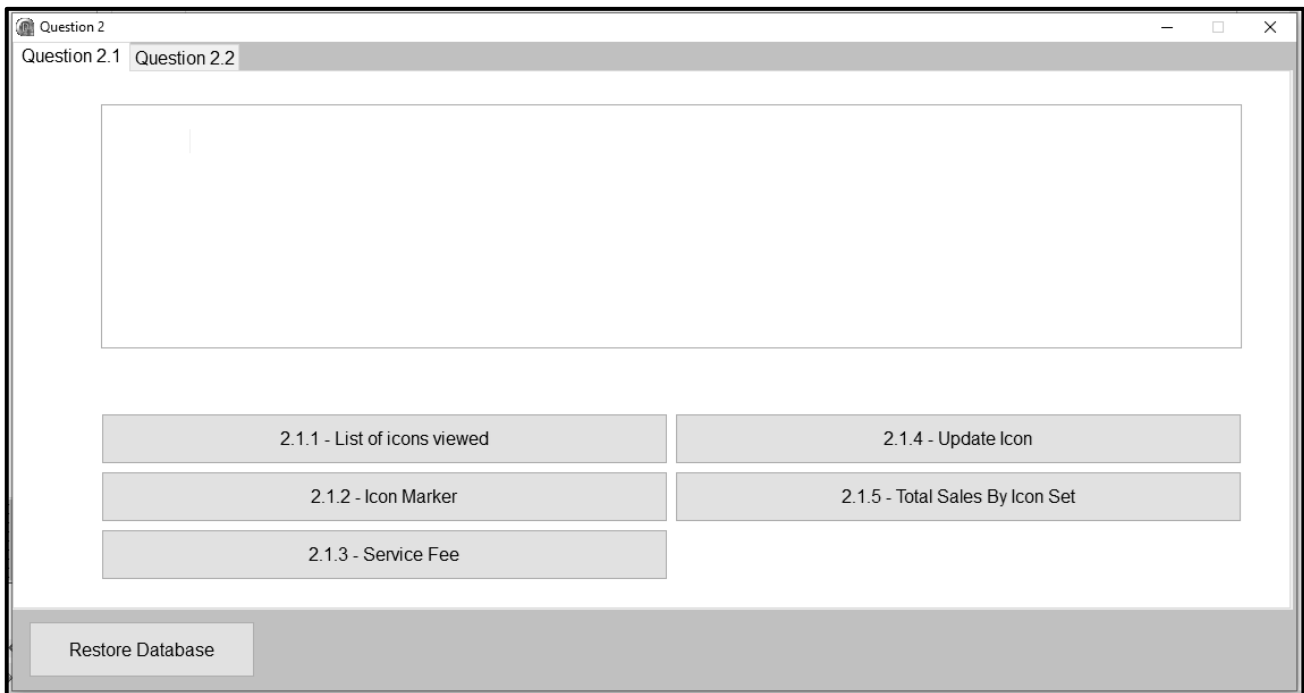 Question 2
Question 2.1 Question 2.2
2.1.1 - List of icons viewed
2.1.4 - Update Icon
2.1.2 - Icon Marker
2.1.5 - Total Sales By Icon Set
2.1.3 - Service Fee
Restore Database